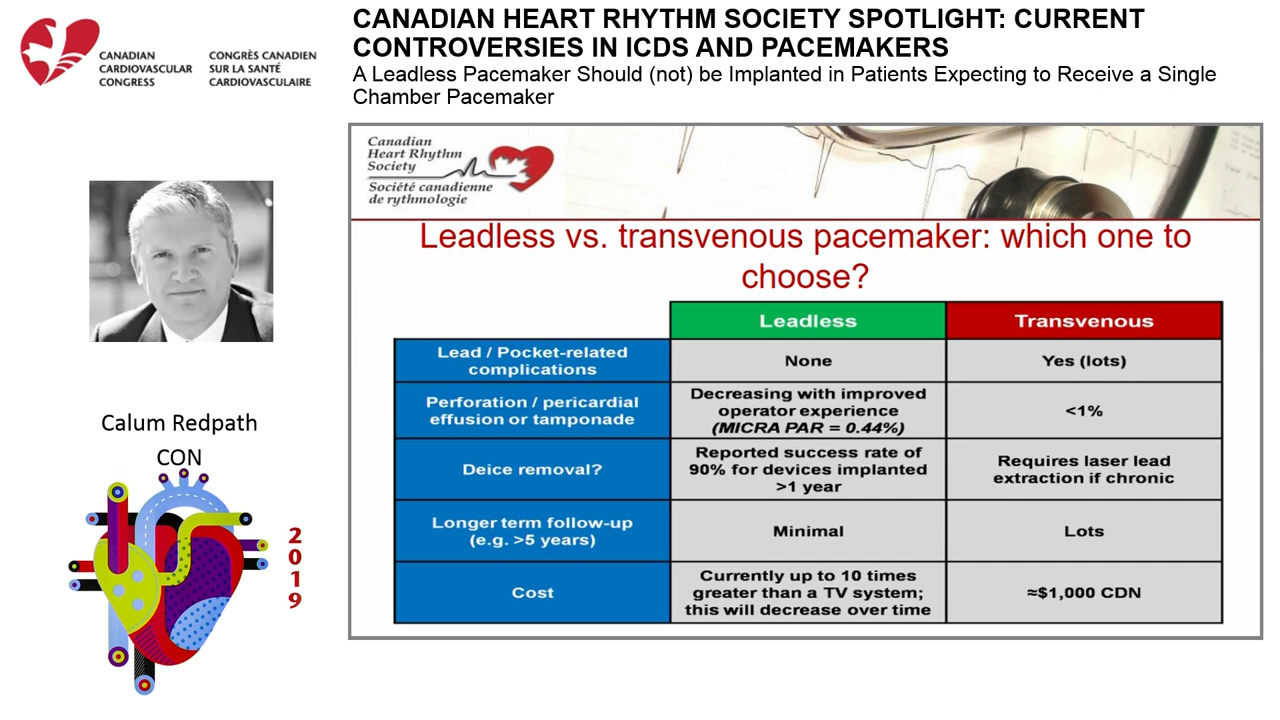 CANADIAN
CARDIOVASCULAR
CONGRESS
CONGRÈS CANADIEN
SUR LA SANTÉ
CARDIOVASCULAIRE
CANADIAN HEART RHYTHM SOCIETY SPOTLIGHT: CURRENT
CONTROVERSIES IN ICDS AND PACEMAKERS
A Leadless Pacemaker Should (not) be Implanted in Patients Expecting to Receive a Single
Chamber Pacemaker
Calum Redpath
CON
2
0
1
9
Canadian
Heart Rhythm
Society
Société canadienne
de rythmologie
Leadless vs. transvenous pacemaker: which one to
choose?
Leadless
Transvenous
Lead / Pocket-related
complications
None
Yes (lots)
Perforation / pericardial
effusion or tamponade
Decreasing with improved
operator experience
(MICRA PAR = 0.44%)
<1%
Deice removal?
Reported success rate of
90% for devices implanted
>1 year
Requires laser lead
extraction if chronic
Longer term follow-up
(e.g. >5 years)
Minimal
Lots
Cost
Currently up to 10 times
greater than a TV system;
this will decrease over time
≈$1,000 CDN